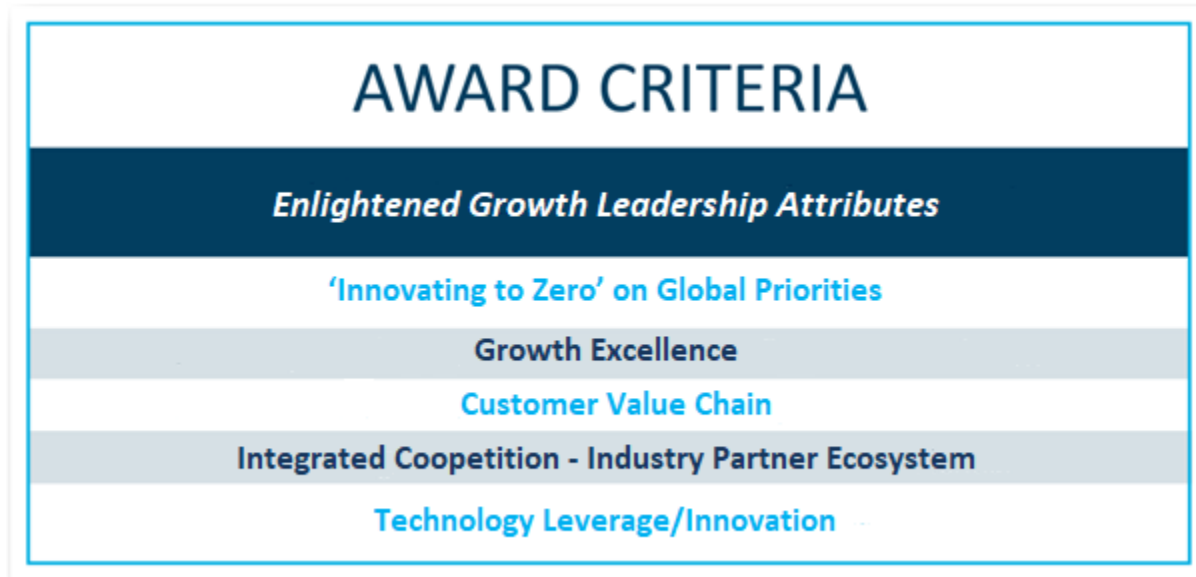 AWARD CRITERIA
Enlightened Growth Leadership Attributes
‘Innovating to Zero’ on Global Priorities
Growth Excellence
Customer Value Chain
Integrated Coopetition - Industry Partner Ecosystem
Technology Leverage/Innovation